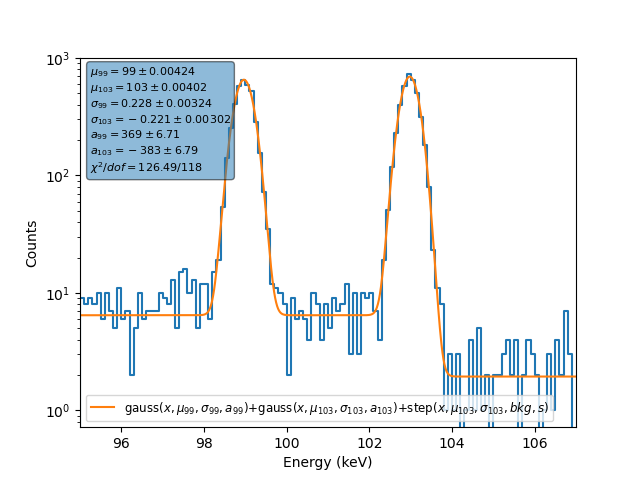 10³
μ₉₉ = 99 ± 0.00424
μ₁₀₃ = 103 ± 0.00402
σ₉₉ = 0.228 ± 0.00324
σ₁₀₃ = −0.221 ± 0.00302
a₉₉ = 369 ± 6.71
a₁₀₃ = −383 ± 6.79
χ²/dof = 126.49/118
10²
Counts
10¹
10⁰
gauss(x, μ₉₉, σ₉₉, a₉₉)+gauss(x, μ₁₀₃, σ₁₀₃, a₁₀₃)+step(x, μ₁₀₃, σ₁₀₃, bkg, s)
96 98 100 102 104 106
Energy (keV)